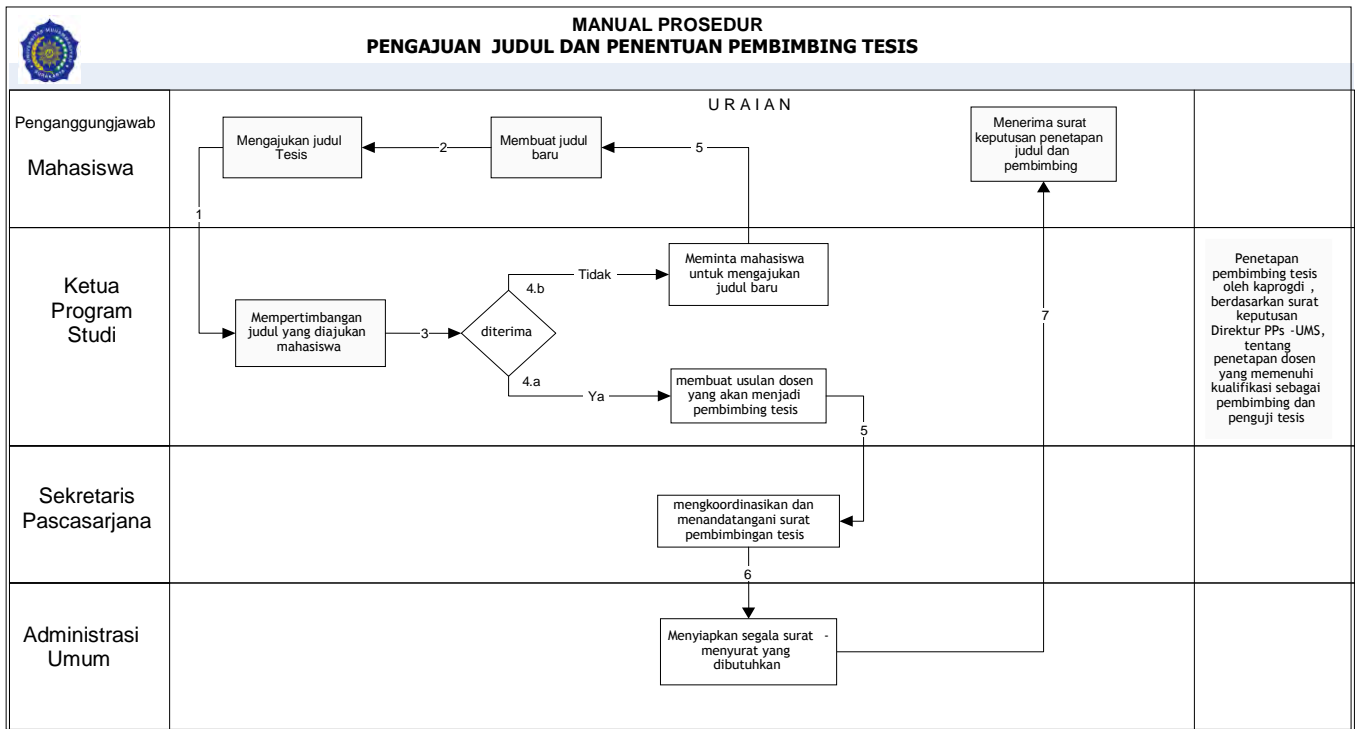 MANUAL PROSEDUR
PENGAJUAN JUDUL DAN PENENTUAN PEMBIMBING TESIS
Penganggungjawab
U R A I A N
Mahasiswa
Mengajukan judul
Tesis
2
Membuat judul
baru
5
Menerima surat
keputusan penetapan
judul dan
pembimbing
1
Ketua
Program
Studi
Mempertimbangan
judul yang diajukan
mahasiswa
3
diterima
4.b
Tidak
Meminta mahasiswa
untuk mengajukan
judul baru
4.a
Ya
membuat usulan dosen
yang akan menjadi
pembimbing tesis
5
7
Penetapan
pembimbing tesis
oleh kaprogdi ,
berdasarkan surat
keputusan
Direktur PPs -UMS,
tentang
penetapan dosen
yang memenuhi
kualifikasi sebagai
pembimbing dan
penguji tesis
Sekretaris
Pascasarjana
mengkoordinasikan dan
menandatangani surat
pembimbingan tesis
6
Administrasi
Umum
Menyiapkan segala surat -
menyurat yang
dibutuhkan